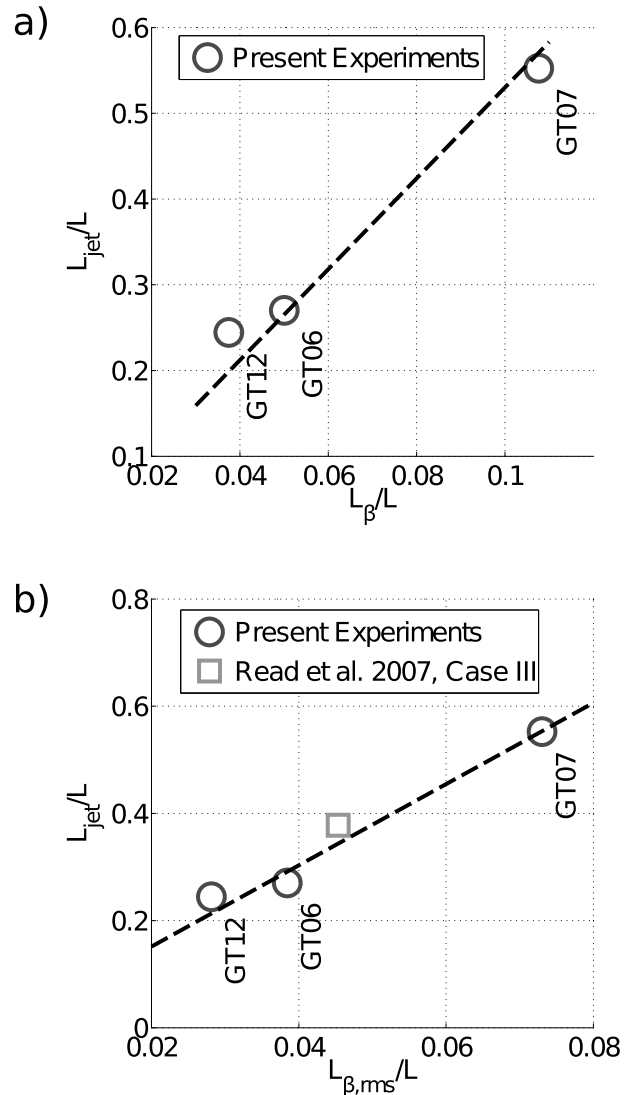 a)
0.6
0.5
0.4
0.3
0.2
0.1
Present Experiments
GT07
GT06
GT12
L_jet/L
0.02 0.04 0.06 0.08 0.1
L_β/L
b)
0.8
0.6
0.4
0.2
0
Present Experiments
Read et al. 2007, Case III
GT07
GT06
GT12
L_jet/L
0.02 0.04 0.06 0.08
L_β,rms/L